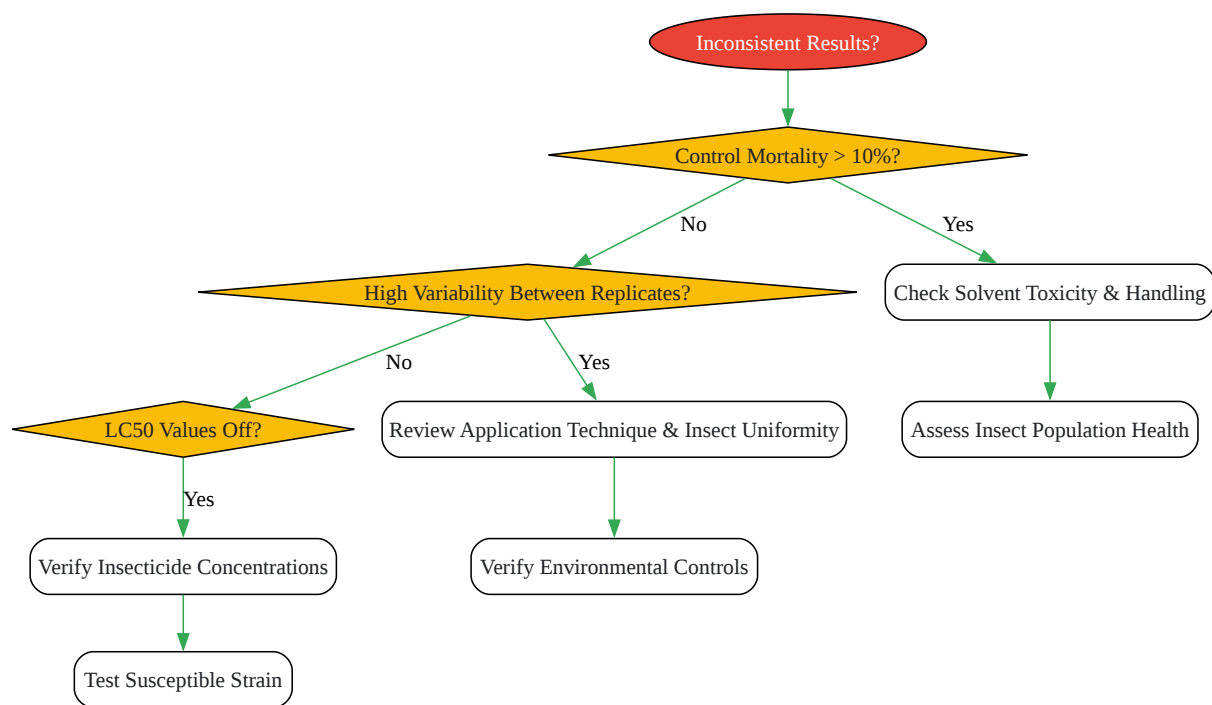 Inconsistent Results?
Control Mortality > 10%?
No
Yes
High Variability Between Replicates?
Check Solvent Toxicity & Handling
No
Yes
LC50 Values Off?
Review Application Technique & Insect Uniformity
Assess Insect Population Health
Yes
Verify Insecticide Concentrations
Verify Environmental Controls
Test Susceptible Strain